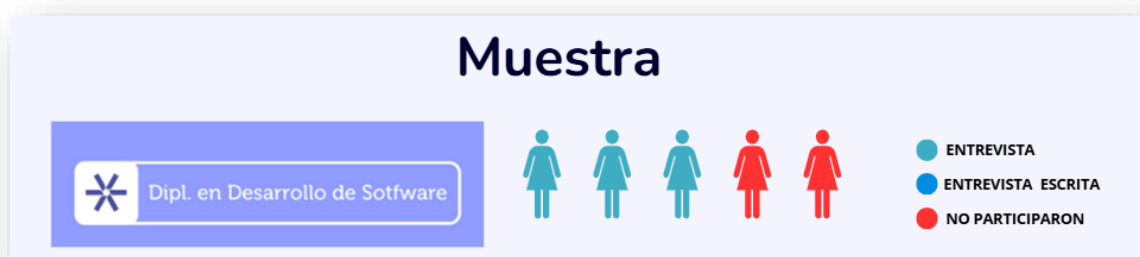 Muestra
Dipl. en Desarrollo de Sotfware
ENTREVISTA
ENTREVISTA ESCRITA
NO PARTICIPARON